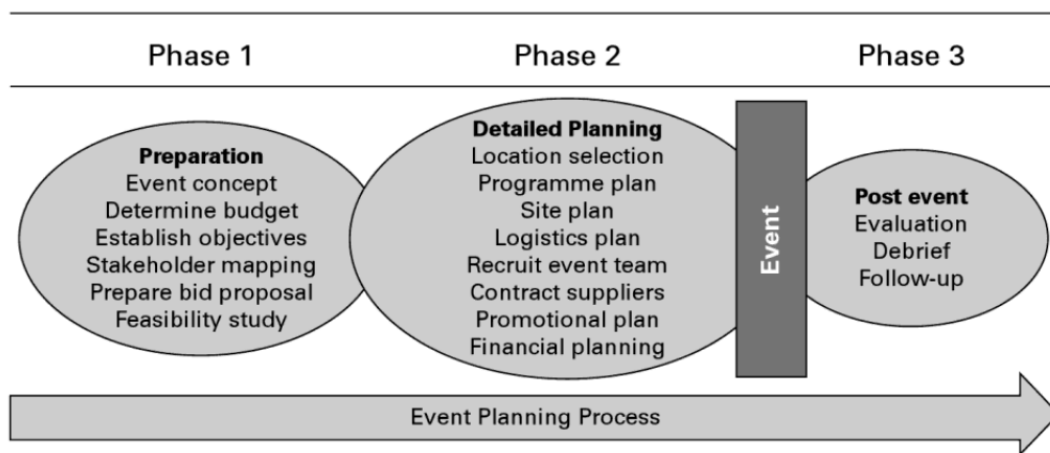 Phase 1
Phase 2
Phase 3
Preparation
Event concept
Determine budget
Establish objectives
Stakeholder mapping
Prepare bid proposal
Feasibility study
Detailed Planning
Location selection
Programme plan
Site plan
Logistics plan
Recruit event team
Contract suppliers
Promotional plan
Financial planning
Event
Post event
Evaluation
Debrief
Follow-up
Event Planning Process